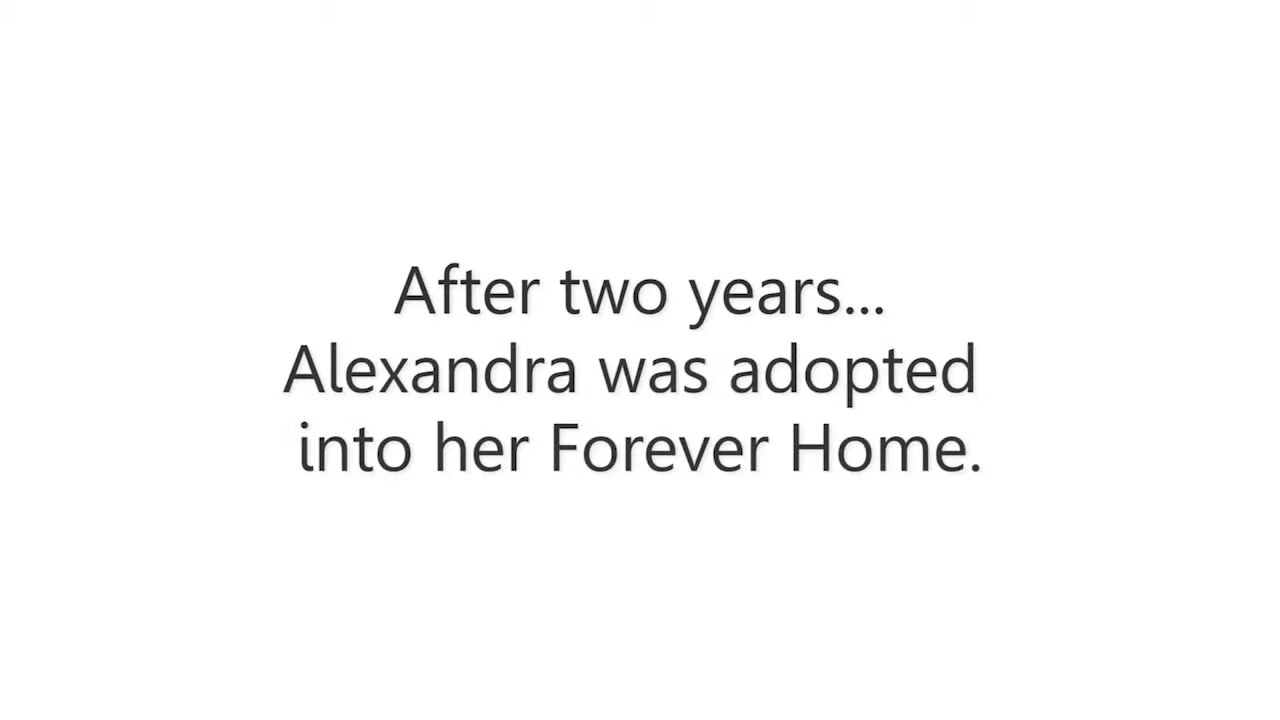 After two years...
Alexandra was adopted
into her Forever Home.